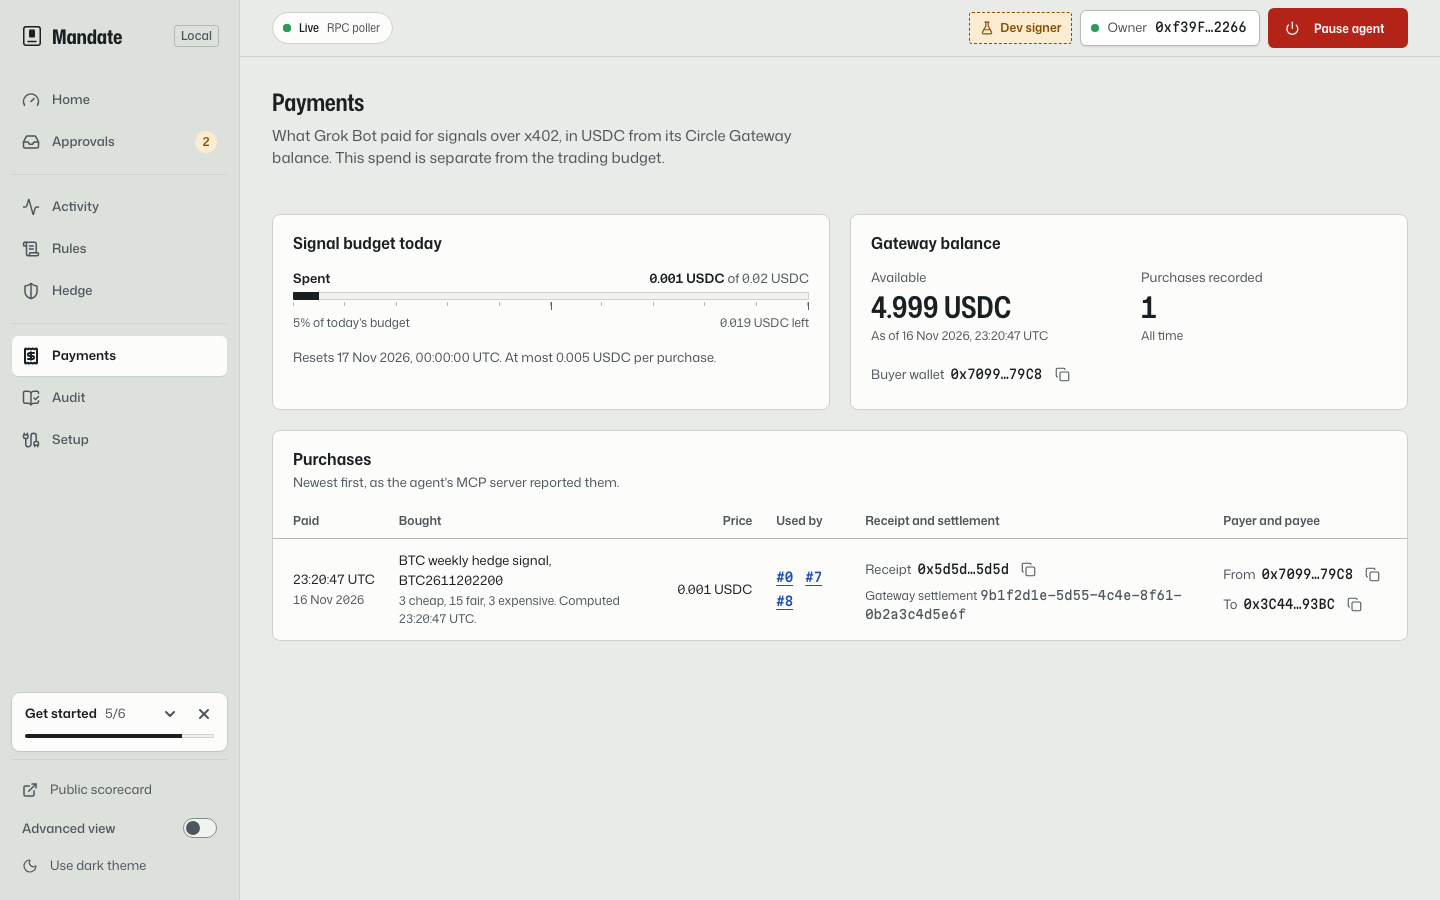 Mandate
Local
Home
Approvals 2
Activity
Rules
Hedge
Payments
Audit
Setup
Get started 5/6
Public scorecard
Advanced view
Use dark theme
Live RPC poller
Dev signer
Owner 0xf39F…2266
Pause agent
Payments
What Grok Bot paid for signals over x402, in USDC from its Circle Gateway
balance. This spend is separate from the trading budget.
Signal budget today
Spent 0.001 USDC of 0.02 USDC
5% of today's budget 0.019 USDC left
Resets 17 Nov 2026, 00:00:00 UTC. At most 0.005 USDC per purchase.
Gateway balance
Available Purchases recorded
4.999 USDC 1
As of 16 Nov 2026, 23:20:47 UTC All time
Buyer wallet 0x7099…79C8
Purchases
Newest first, as the agent's MCP server reported them.
Paid Bought Price Used by Receipt and settlement Payer and payee
23:20:47 UTC
16 Nov 2026
BTC weekly hedge signal,
BTC2611202200
3 cheap, 15 fair, 3 expensive. Computed
23:20:47 UTC.
0.001 USDC
#0 #7
#8
Receipt 0x5d5d…5d5d
Gateway settlement 9b1f2d1e-5d55-4c4e-8f61-
0b2a3c4d5e6f
From 0x7099…79C8
To 0x3C44…93BC